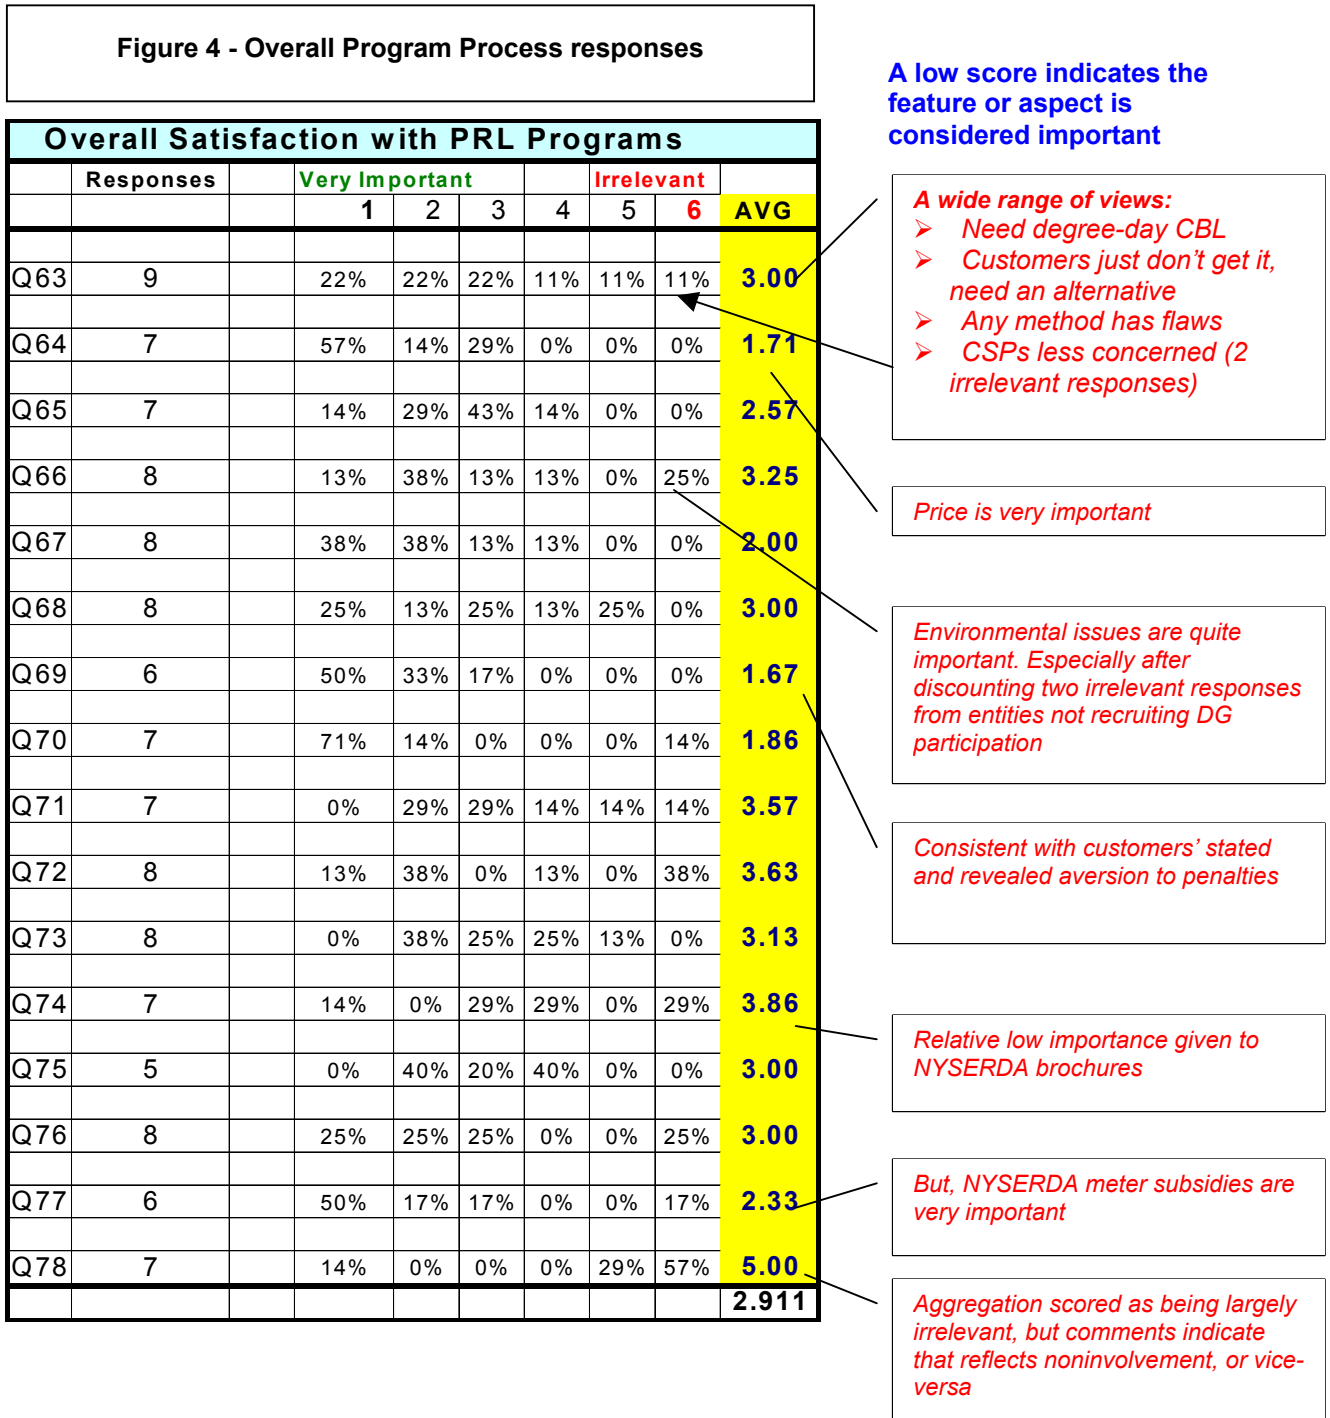 Figure 4 - Overall Program Process responses
A low score indicates the
feature or aspect is
considered important
Overall Satisfaction with PRL Programs
Responses Very Important Irrelevant
1 2 3 4 5 6 AVG
Q63 9 22% 22% 22% 11% 11% 11% 3.00
Q64 7 57% 14% 29% 0% 0% 0% 1.71
Q65 7 14% 29% 43% 14% 0% 0% 2.57
Q66 8 13% 38% 13% 13% 0% 25% 3.25
Q67 8 38% 38% 13% 13% 0% 0% 2.00
Q68 8 25% 13% 25% 13% 25% 0% 3.00
Q69 6 50% 33% 17% 0% 0% 0% 1.67
Q70 7 71% 14% 0% 0% 0% 14% 1.86
Q71 7 0% 29% 29% 14% 14% 14% 3.57
Q72 8 13% 38% 0% 13% 0% 38% 3.63
Q73 8 0% 38% 25% 25% 13% 0% 3.13
Q74 7 14% 0% 29% 29% 0% 29% 3.86
Q75 5 0% 40% 20% 40% 0% 0% 3.00
Q76 8 25% 25% 25% 0% 0% 25% 3.00
Q77 6 50% 17% 17% 0% 0% 17% 2.33
Q78 7 14% 0% 0% 0% 29% 57% 5.00
2.911
A wide range of views:
➢ Need degree-day CBL
➢ Customers just don’t get it,
need an alternative
➢ Any method has flaws
➢ CSPs less concerned (2
irrelevant responses)
Price is very important
Environmental issues are quite
important. Especially after
discounting two irrelevant responses
from entities not recruiting DG
participation
Consistent with customers’ stated
and revealed aversion to penalties
Relative low importance given to
NYSERDA brochures
But, NYSERDA meter subsidies are
very important
Aggregation scored as being largely
irrelevant, but comments indicate
that reflects noninvolvement, or vice-
versa